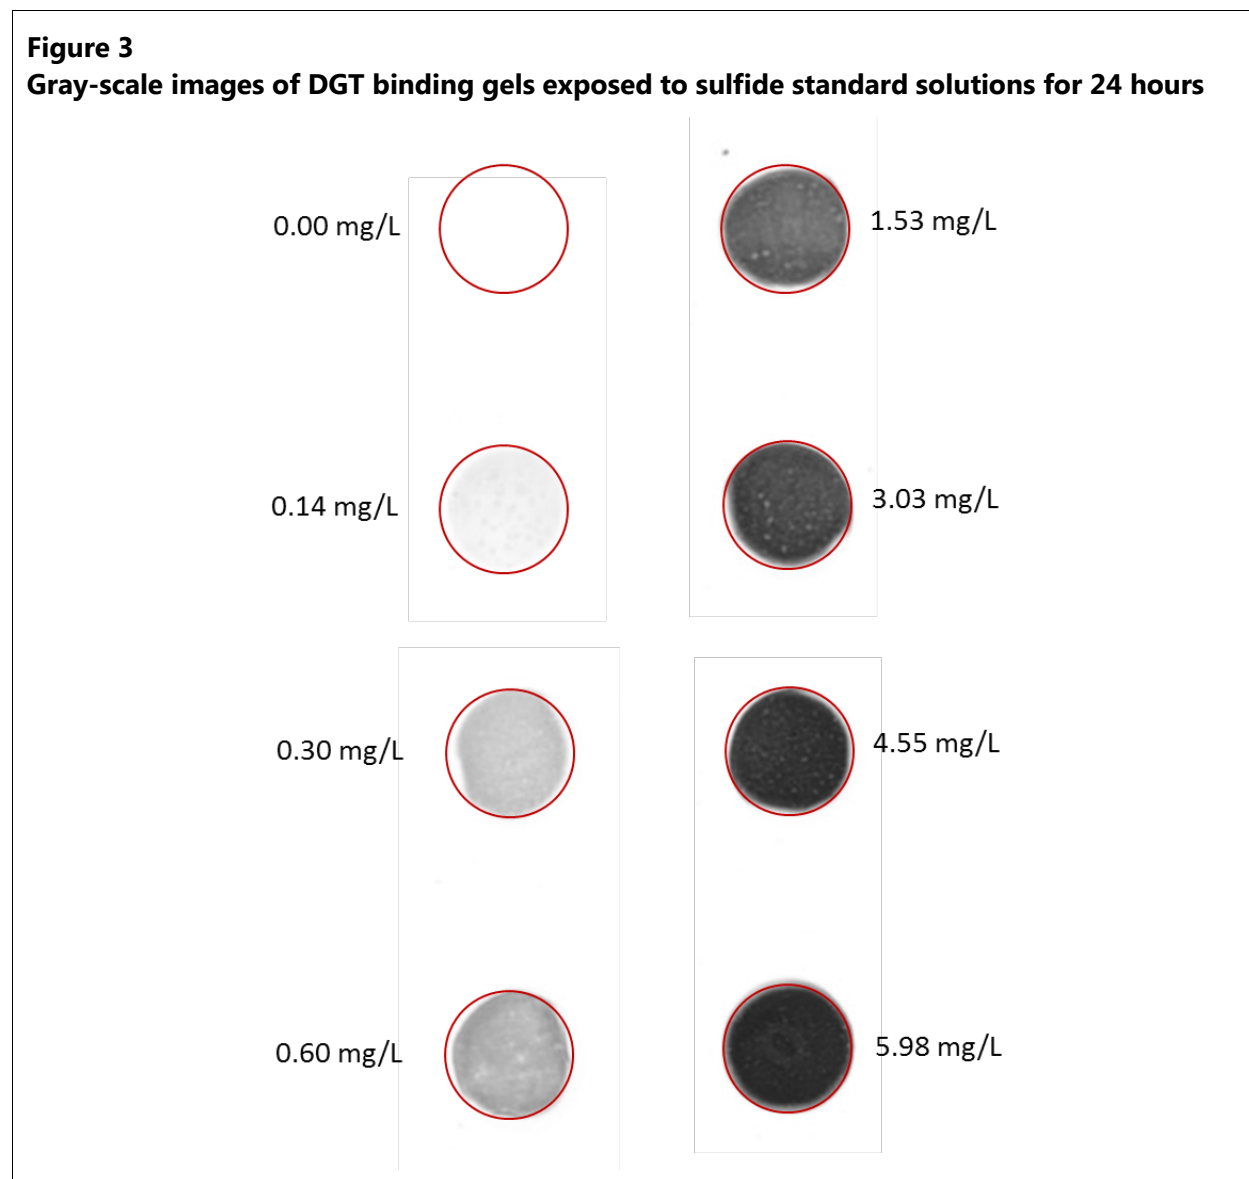 Figure 3
Gray-scale images of DGT binding gels exposed to sulfide standard solutions for 24 hours
0.00 mg/L
1.53 mg/L
0.14 mg/L
3.03 mg/L
0.30 mg/L
4.55 mg/L
0.60 mg/L
5.98 mg/L